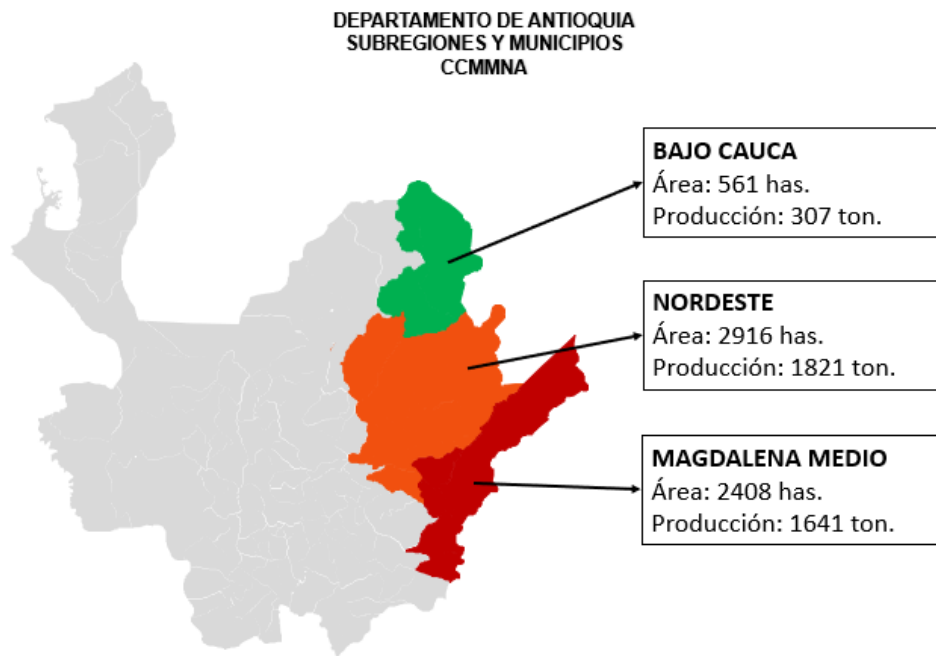 DEPARTAMENTO DE ANTIOQUIA
SUBREGIONES Y MUNICIPIOS
CCMMNA
BAJO CAUCA
Área: 561 has.
Producción: 307 ton.
NORDESTE
Área: 2916 has.
Producción: 1821 ton.
MAGDALENA MEDIO
Área: 2408 has.
Producción: 1641 ton.